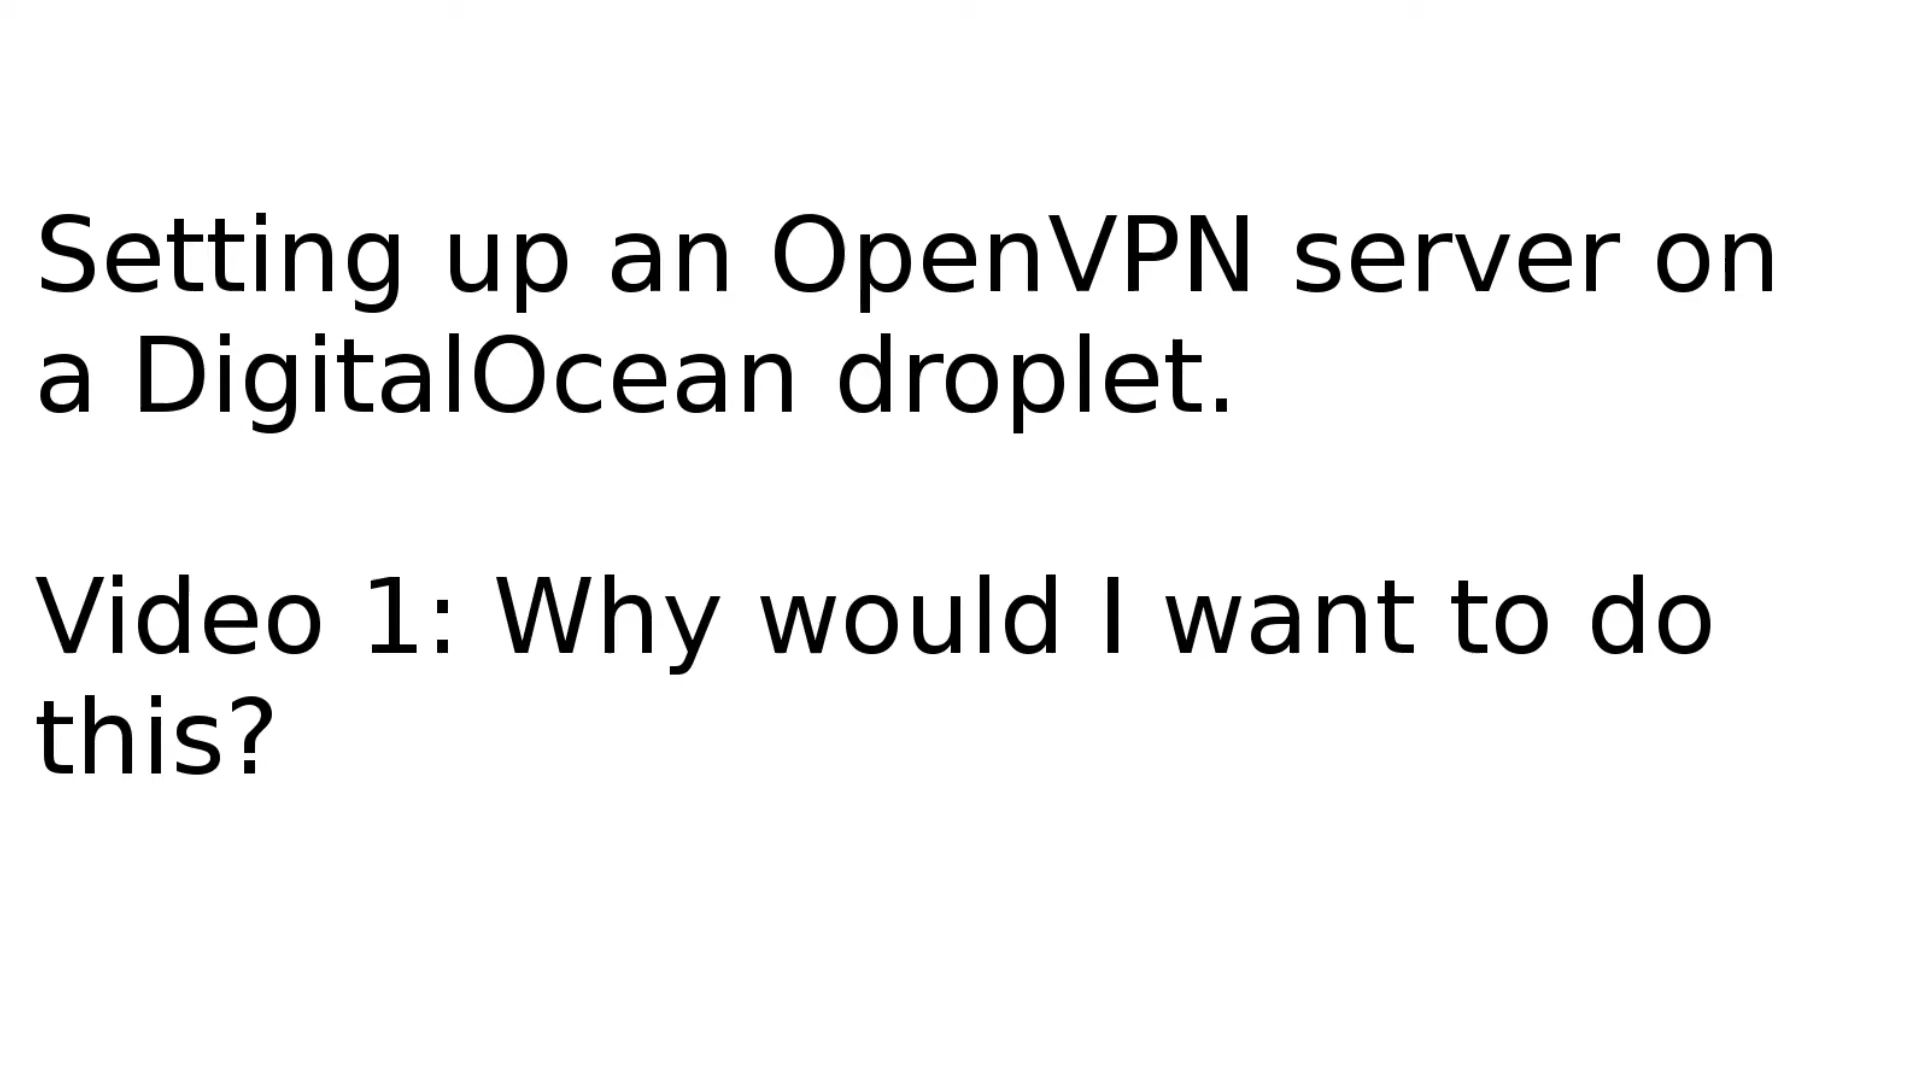 Setting up an OpenVPN server on
a DigitalOcean droplet.
Video 1: Why would I want to do
this?